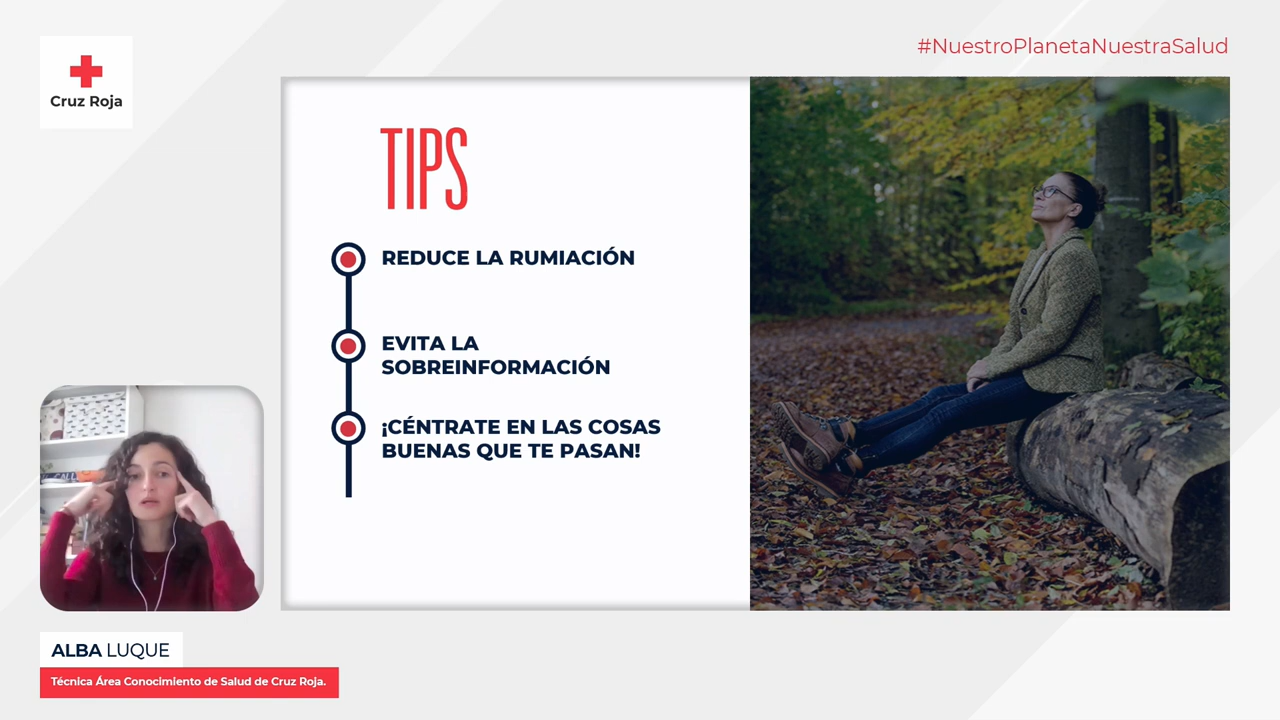 #NuestroPlanetaNuestraSalud
Cruz Roja
TIPS
REDUCE LA RUMIACIÓN
EVITA LA
SOBREINFORMACIÓN
¡CÉNTRATE EN LAS COSAS
BUENAS QUE TE PASAN!
ALBA LUQUE
Técnica Área Conocimiento de Salud de Cruz Roja.